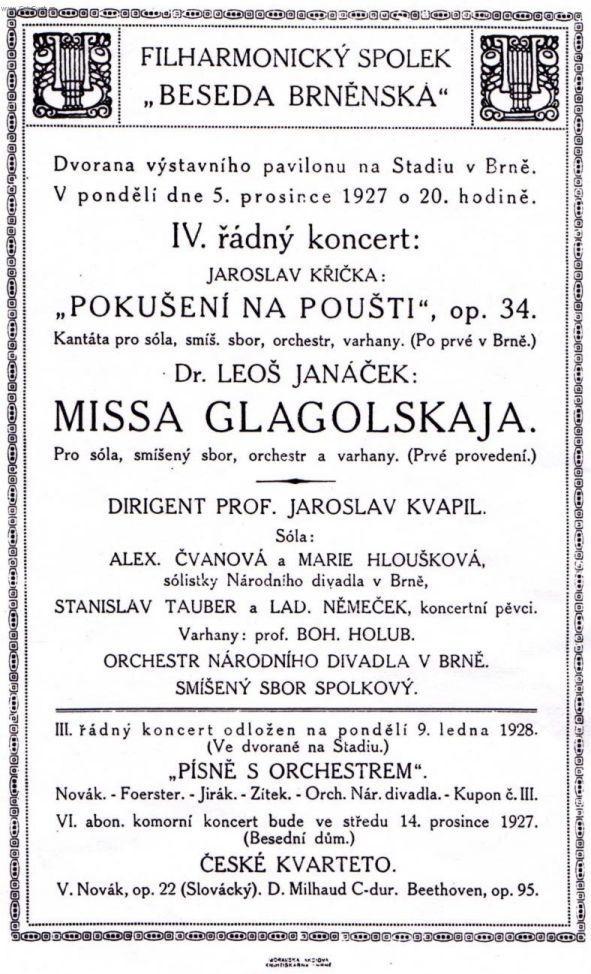 FILHARMONICKÝ SPOLEK
„BESEDA BRNĚNSKÁ“
Dvorana výstavního pavilonu na Stadiu v Brně.
V pondělí dne 5. prosince 1927 o 20. hodině.
IV. řádný koncert:
JAROSLAV KŘIČKA:
„POKUŠENÍ NA POUŠTI“, op. 34.
Kantáta pro sóla, smíš. sbor, orchestr, varhany. (Po prvé v Brně.)
Dr. LEOŠ JANÁČEK:
MISSA GLAGOLSKAJA.
Pro sóla, smíšený sbor, orchestr a varhany. (Prvé provedení.)
DIRIGENT PROF. JAROSLAV KVAPIL.
Sóla:
ALEX. ČVANOVÁ a MARIE HLOUŠKOVÁ,
sólistky Národního divadla v Brně,
STANISLAV TAUBER a LAD. NĚMEČEK, koncertní pěvci.
Varhany: prof. BOH. HOLUB.
ORCHESTR NÁRODNÍHO DIVADLA V BRNĚ.
SMÍŠENÝ SBOR SPOLKOVÝ.
III. řádný koncert odložen na pondělí 9. ledna 1928.
(Ve dvoraně na Stadiu.)
„PÍSNĚ S ORCHESTREM“.
Novák. - Foerster. - Jirák. - Zítek. - Orch. Nár. divadla. - Kupon č. III.
VI. abon. komorní koncert bude ve středu 14. prosince 1927.
(Besední dům.)
ČESKÉ KVARTETO.
V. Novák, op. 22 (Slovácký). D. Milhaud C-dur. Beethoven, op. 95.